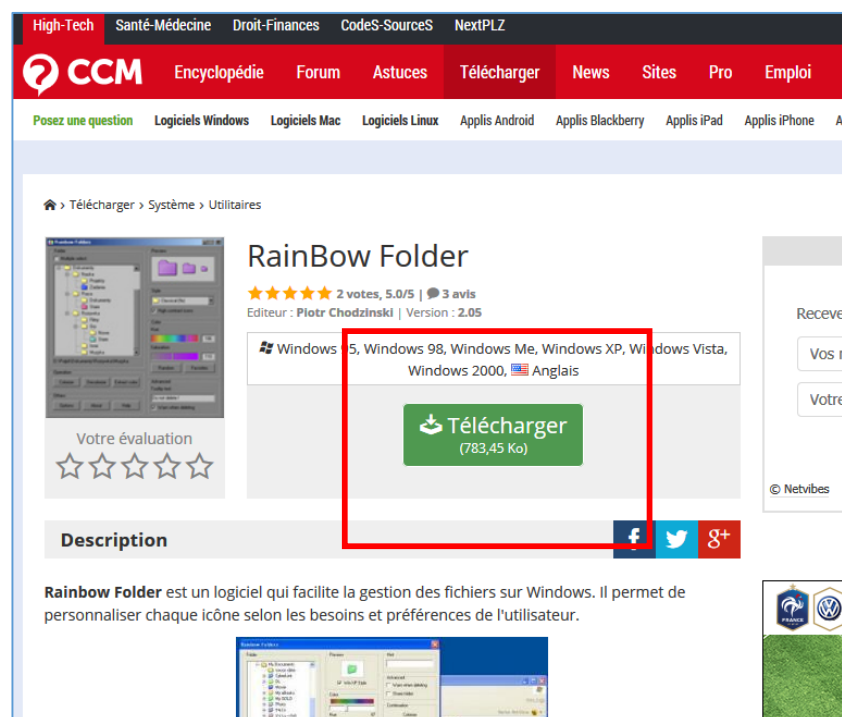 High-Tech Santé-Médecine Droit-Finances CodeS-SourceS NextPLZ
CCM Encyclopédie Forum Astuces Télécharger News Sites Pro Emploi
Posez une question Logiciels Windows Logiciels Mac Logiciels Linux Applis Android Applis Blackberry Applis iPad Applis iPhone A
› Télécharger › Système › Utilitaires
RainBow Folder
2 votes, 5.0/5 | 3 avis
Editeur : Piotr Chodzinski | Version : 2.05
Windows 95, Windows 98, Windows Me, Windows XP, Windows Vista,
Windows 2000, Anglais
Télécharger
(783,45 Ko)
Votre évaluation
Receve
Vos
Votre
© Netvibes
Description
f
g+
Rainbow Folder est un logiciel qui facilite la gestion des fichiers sur Windows. Il permet de
personnaliser chaque icône selon les besoins et préférences de l'utilisateur.
FRANCE